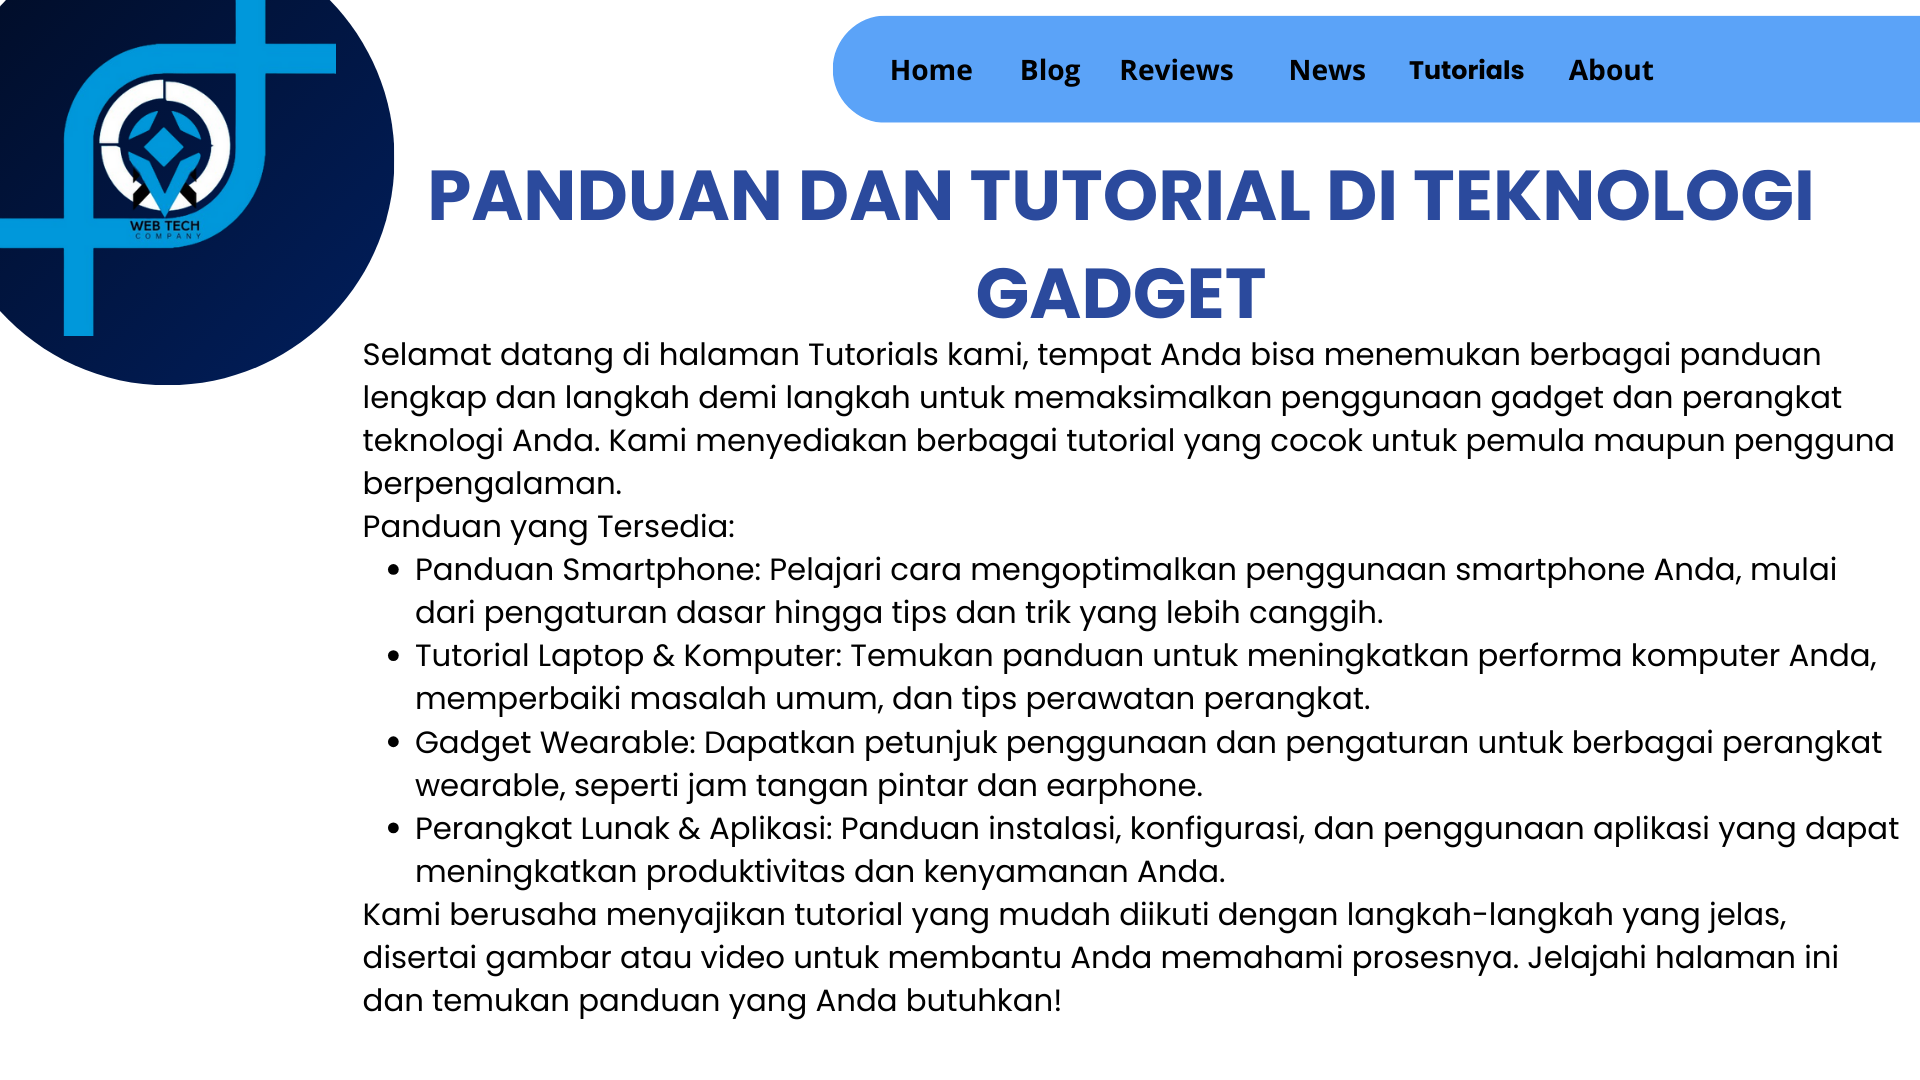 Home Blog Reviews News Tutorials About
WEB TECH
COMPANY
PANDUAN DAN TUTORIAL DI TEKNOLOGI
GADGET
Selamat datang di halaman Tutorials kami, tempat Anda bisa menemukan berbagai panduan
lengkap dan langkah demi langkah untuk memaksimalkan penggunaan gadget dan perangkat
teknologi Anda. Kami menyediakan berbagai tutorial yang cocok untuk pemula maupun pengguna
berpengalaman.
Panduan yang Tersedia:
• Panduan Smartphone: Pelajari cara mengoptimalkan penggunaan smartphone Anda, mulai
dari pengaturan dasar hingga tips dan trik yang lebih canggih.
• Tutorial Laptop & Komputer: Temukan panduan untuk meningkatkan performa komputer Anda,
memperbaiki masalah umum, dan tips perawatan perangkat.
• Gadget Wearable: Dapatkan petunjuk penggunaan dan pengaturan untuk berbagai perangkat
wearable, seperti jam tangan pintar dan earphone.
• Perangkat Lunak & Aplikasi: Panduan instalasi, konfigurasi, dan penggunaan aplikasi yang dapat
meningkatkan produktivitas dan kenyamanan Anda.
Kami berusaha menyajikan tutorial yang mudah diikuti dengan langkah-langkah yang jelas,
disertai gambar atau video untuk membantu Anda memahami prosesnya. Jelajahi halaman ini
dan temukan panduan yang Anda butuhkan!